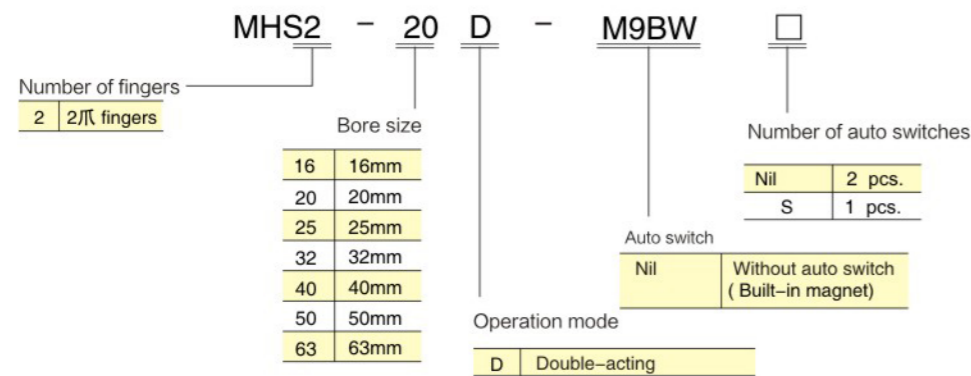 MHS2 - 20 D - M9BW □
Number of fingers
2 2爪 fingers
Bore size
16 16mm
20 20mm
25 25mm
32 32mm
40 40mm
50 50mm
63 63mm
Number of auto switches
Nil 2 pcs.
S 1 pcs.
Auto switch
Nil Without auto switch
( Built-in magnet)
Operation mode
D Double-acting